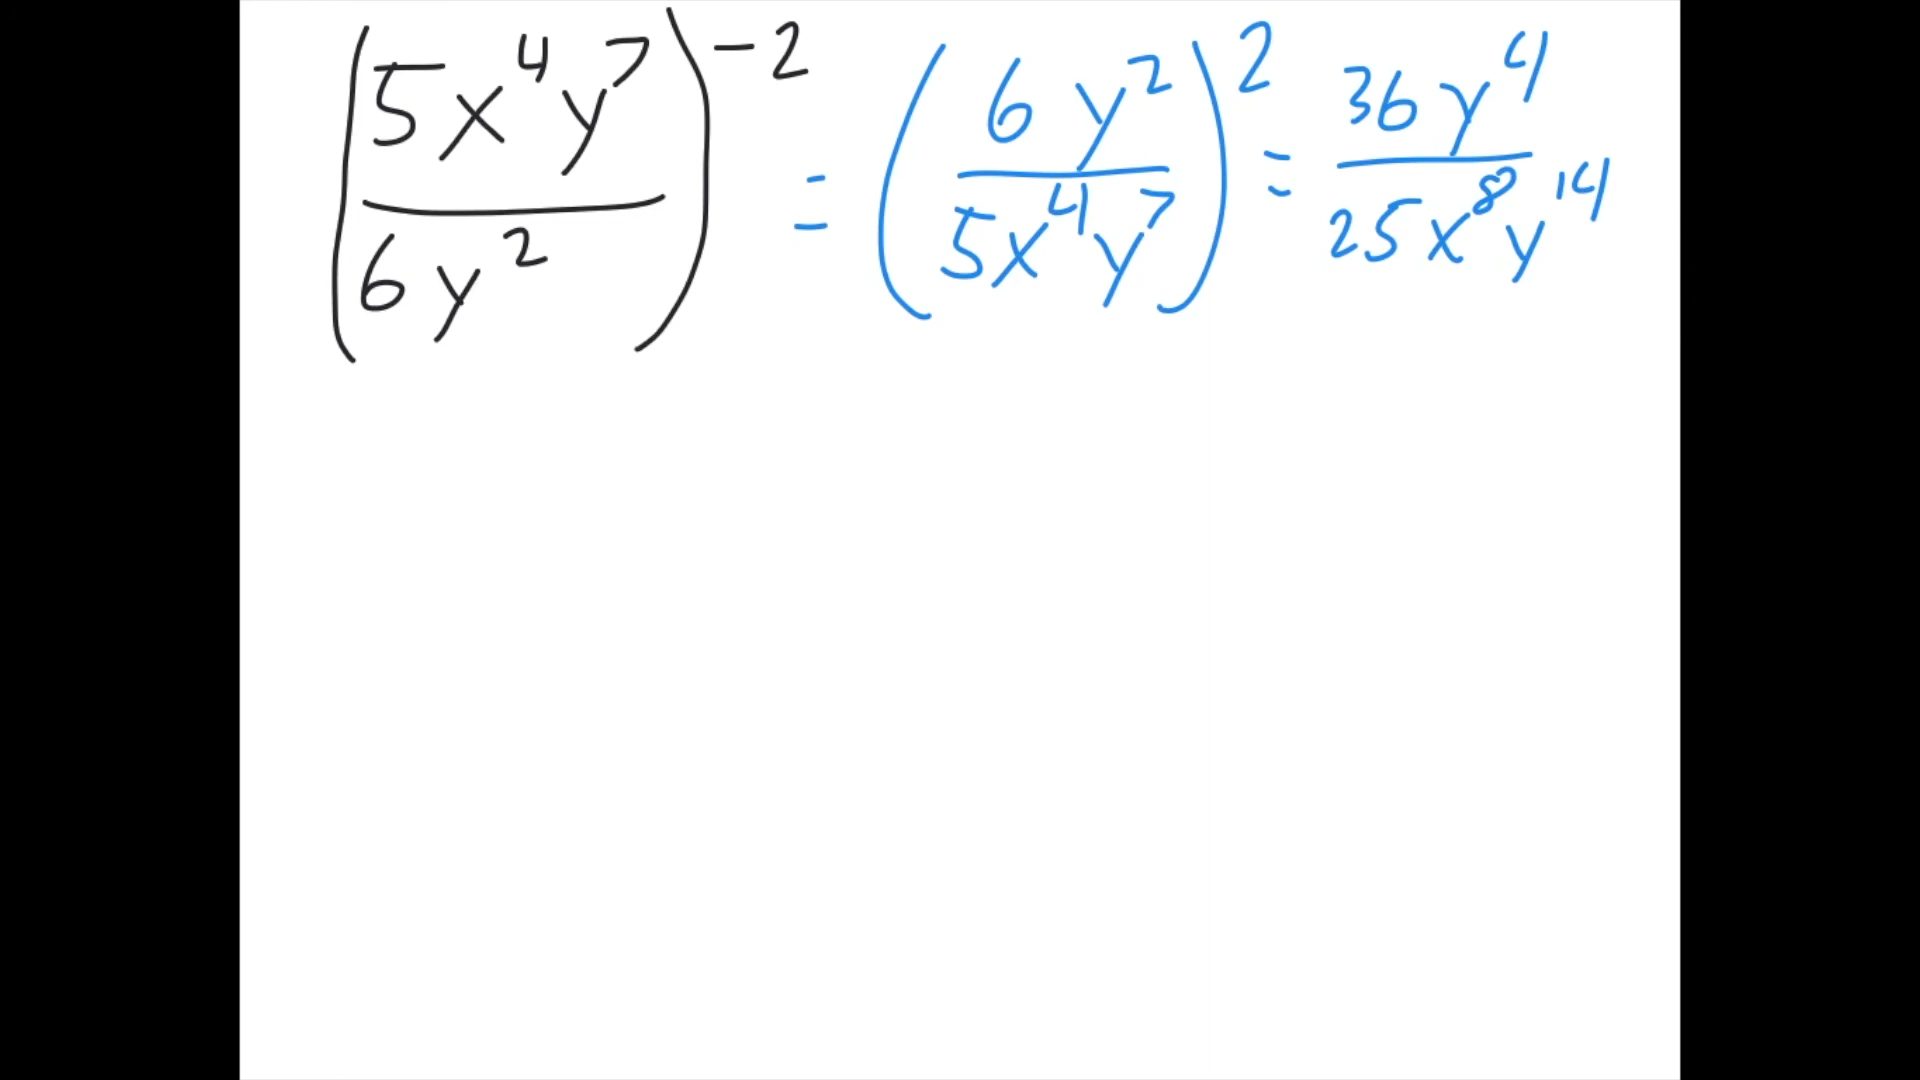 (5x⁴y⁷ / 6y²)⁻² = (6y² / 5x⁴y⁷)² = 36y⁴ / 25x⁸y¹⁴